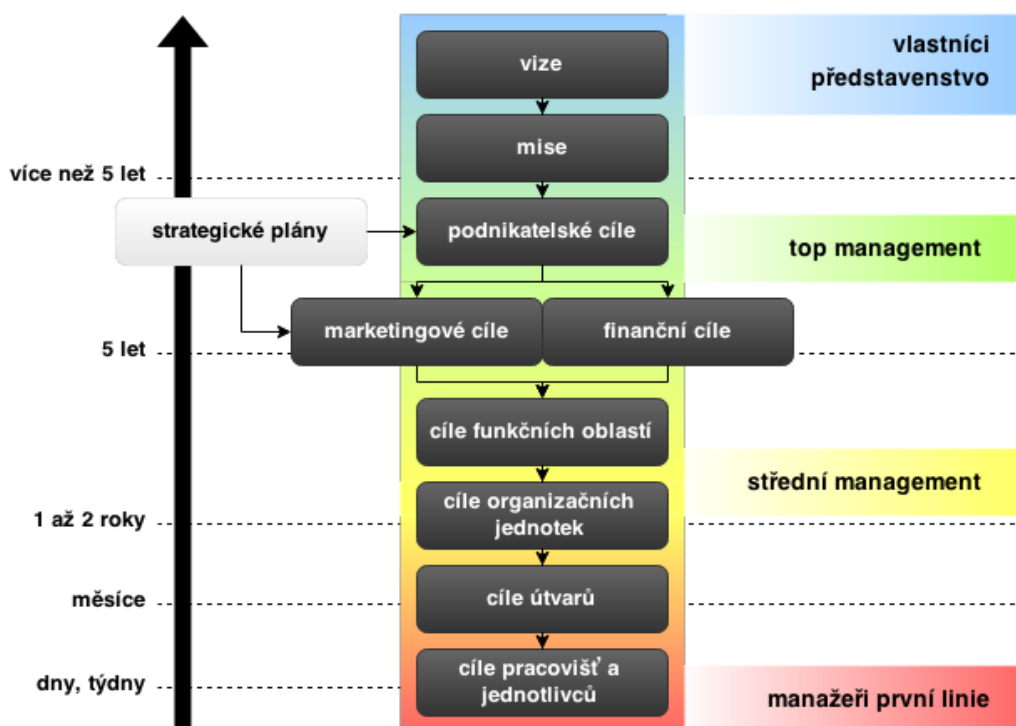 vize
vlastníci
představenstvo
mise
více než 5 let
strategické plány
podnikatelské cíle
top management
marketingové cíle
finanční cíle
5 let
cíle funkčních oblastí
střední management
cíle organizačních
jednotek
1 až 2 roky
cíle útvarů
měsíce
cíle pracovišť a
jednotlivců
dny, týdny
manažeři první linie